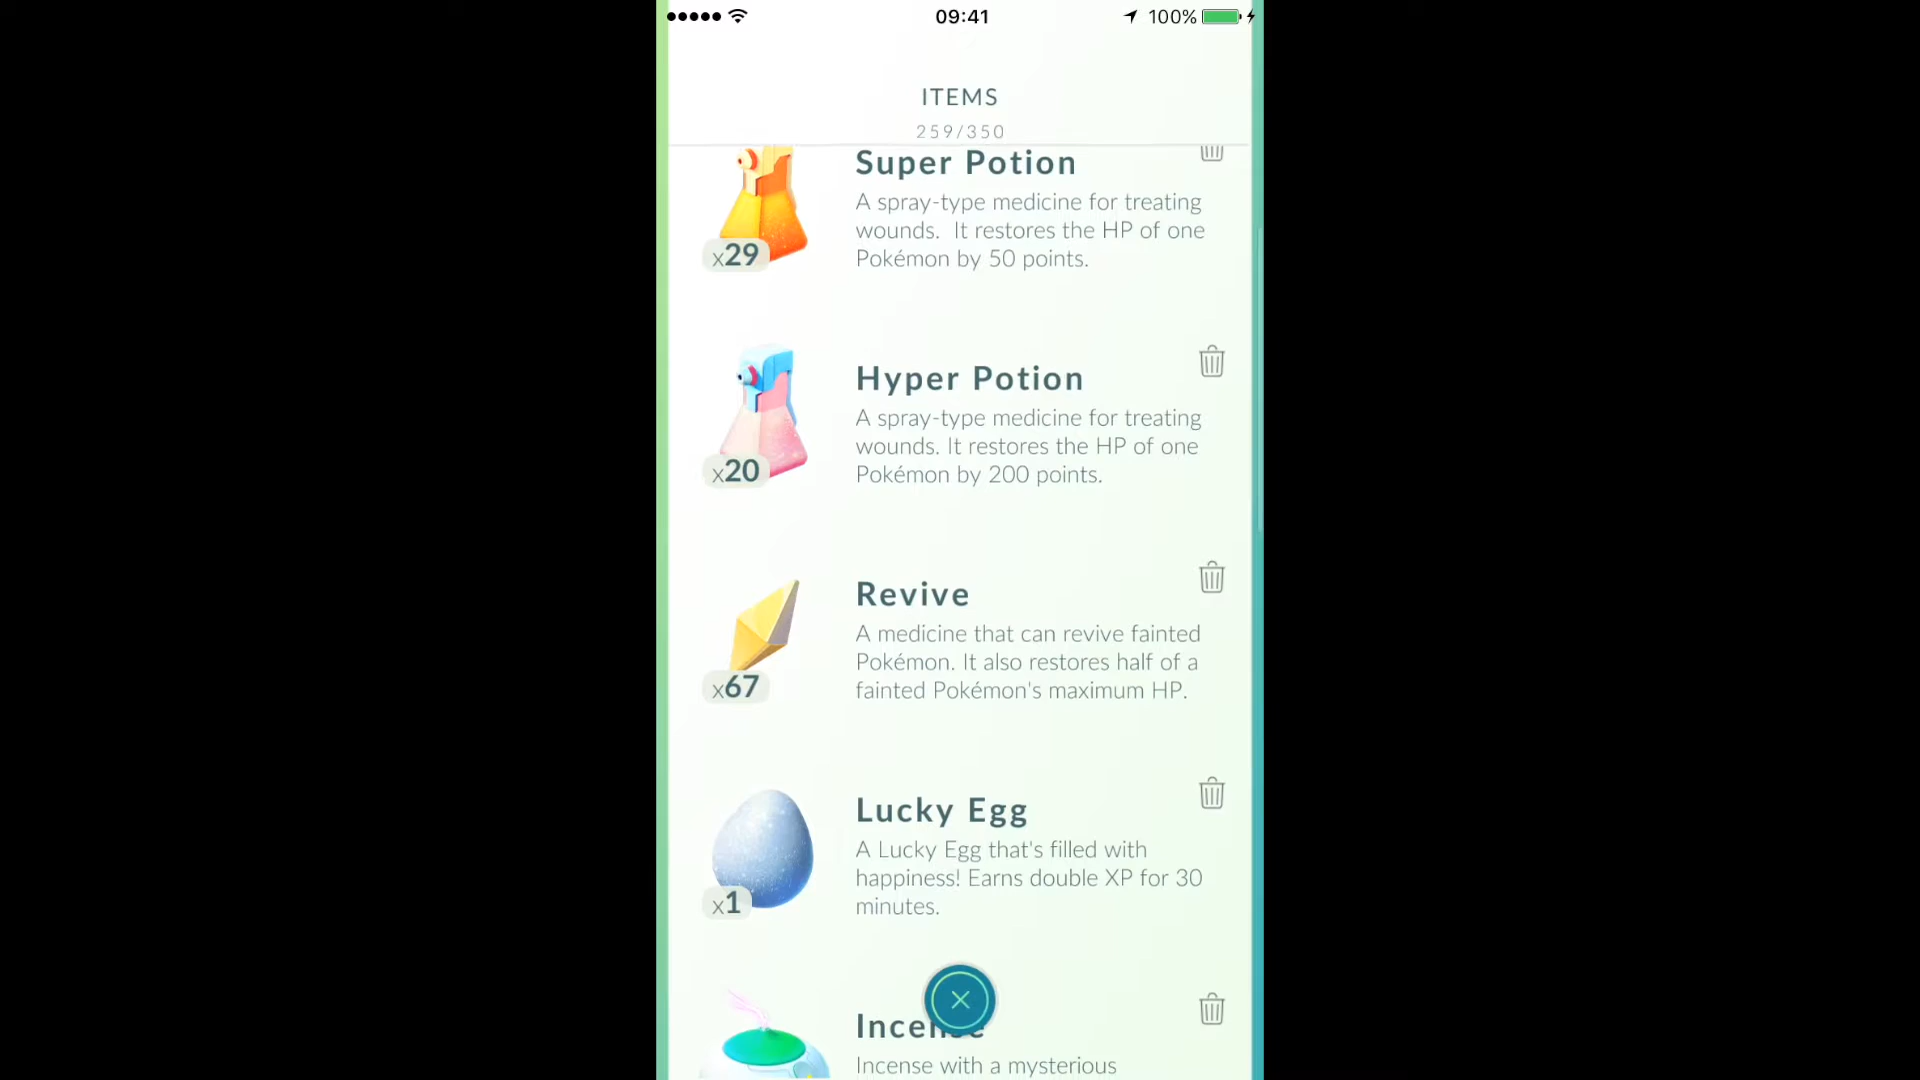 09:41
100%
ITEMS
259/350
Super Potion
A spray-type medicine for treating
wounds.  It restores the HP of one
Pokémon by 50 points.
x29
Hyper Potion
A spray-type medicine for treating
wounds. It restores the HP of one
Pokémon by 200 points.
x20
Revive
A medicine that can revive fainted
Pokémon. It also restores half of a
fainted Pokémon's maximum HP.
x67
Lucky Egg
A Lucky Egg that's filled with
happiness! Earns double XP for 30
minutes.
x1
Incense
Incense with a mysterious